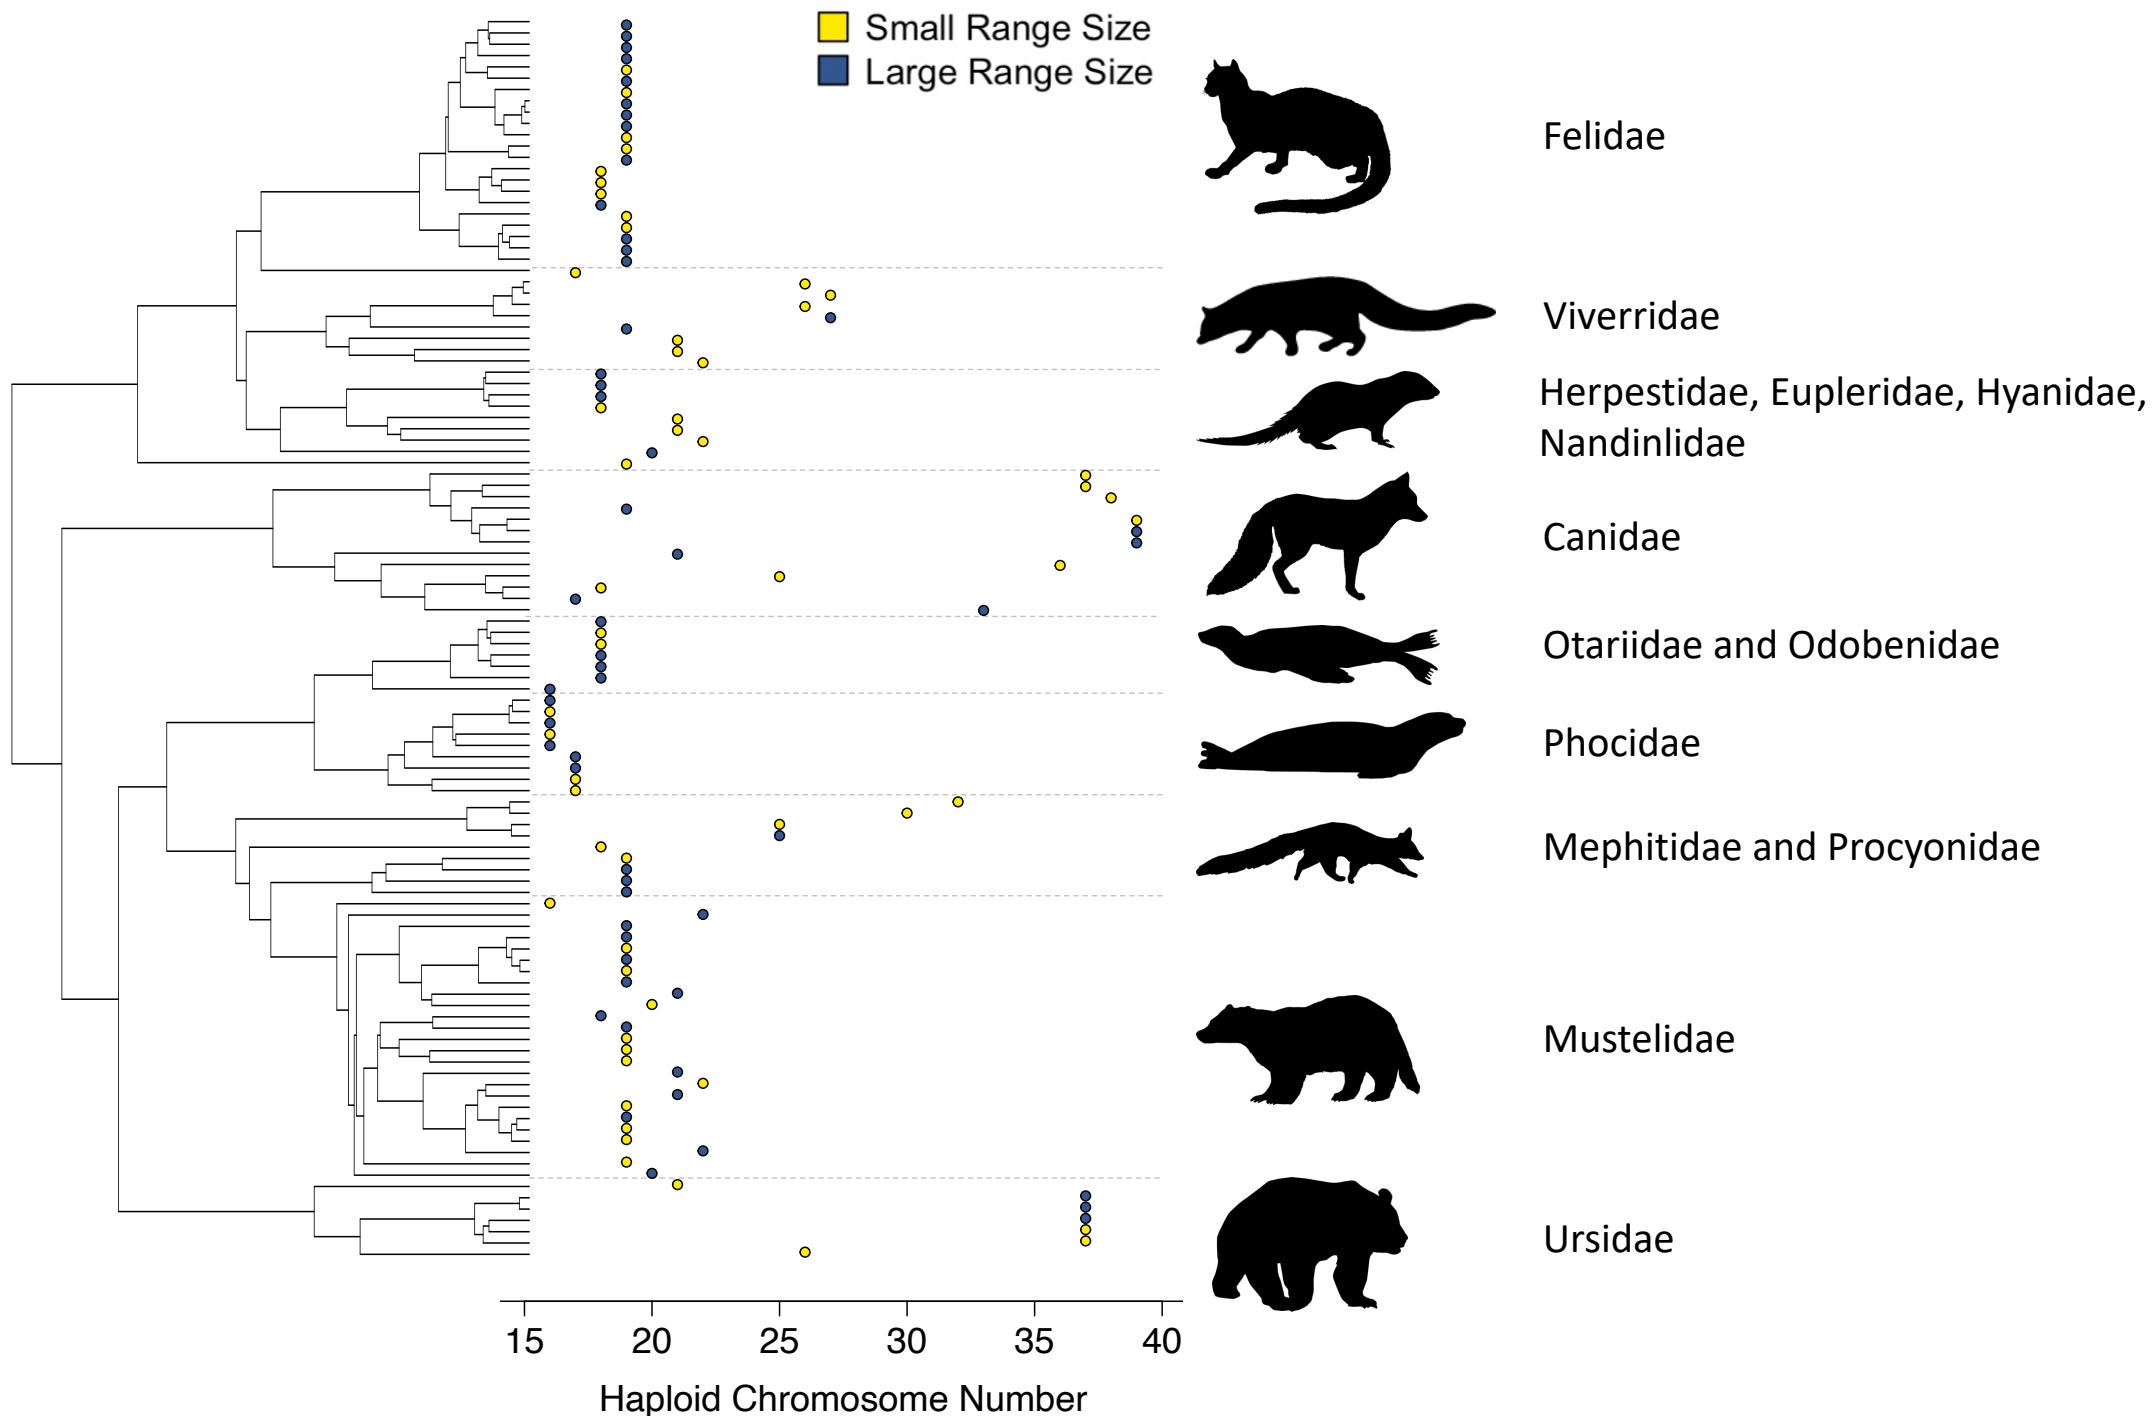 Small Range Size
Large Range Size
Felidae
Viverridae
Herpestidae, Eupleridae, Hyanidae,
Nandinlidae
Canidae
Otariidae and Odobenidae
Phocidae
Mephitidae and Procyonidae
Mustelidae
Ursidae
15 20 25 30 35 40
Haploid Chromosome Number